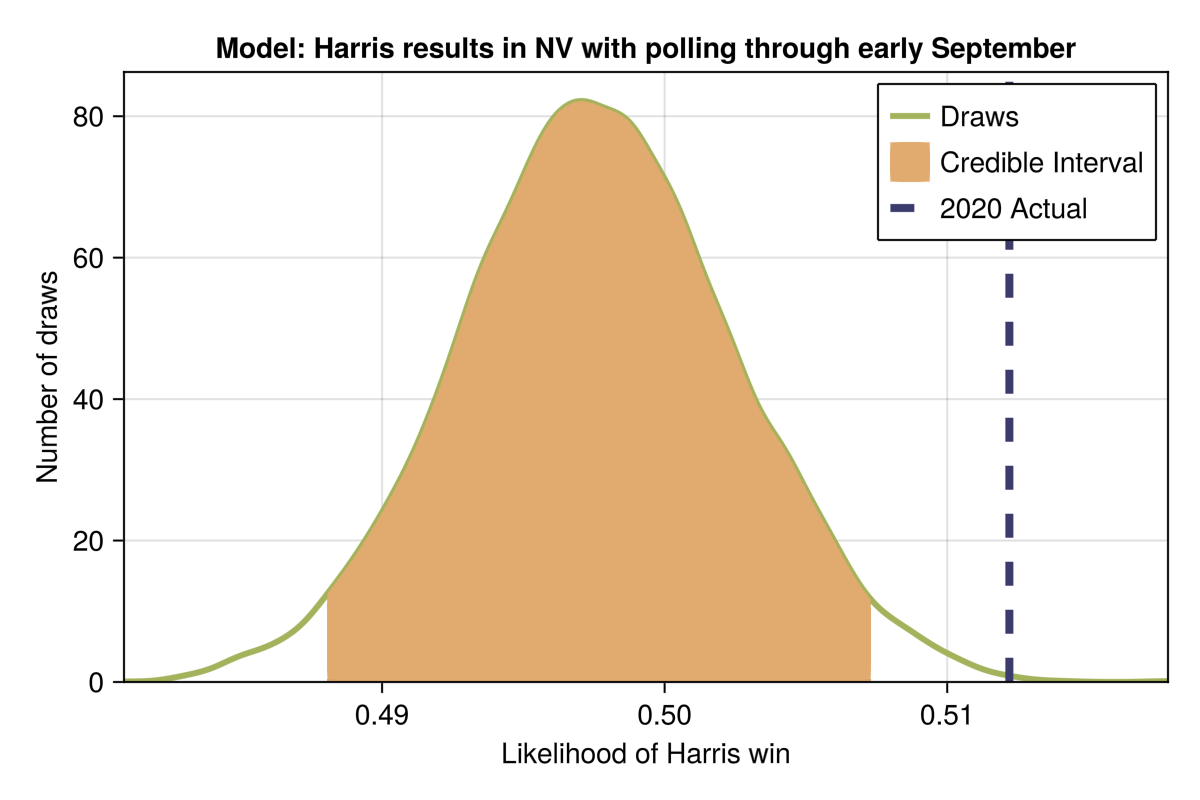 Model: Harris results in NV with polling through early September
Draws
Credible Interval
2020 Actual
80
60
40
20
0
Number of draws
0.49 0.50 0.51
Likelihood of Harris win